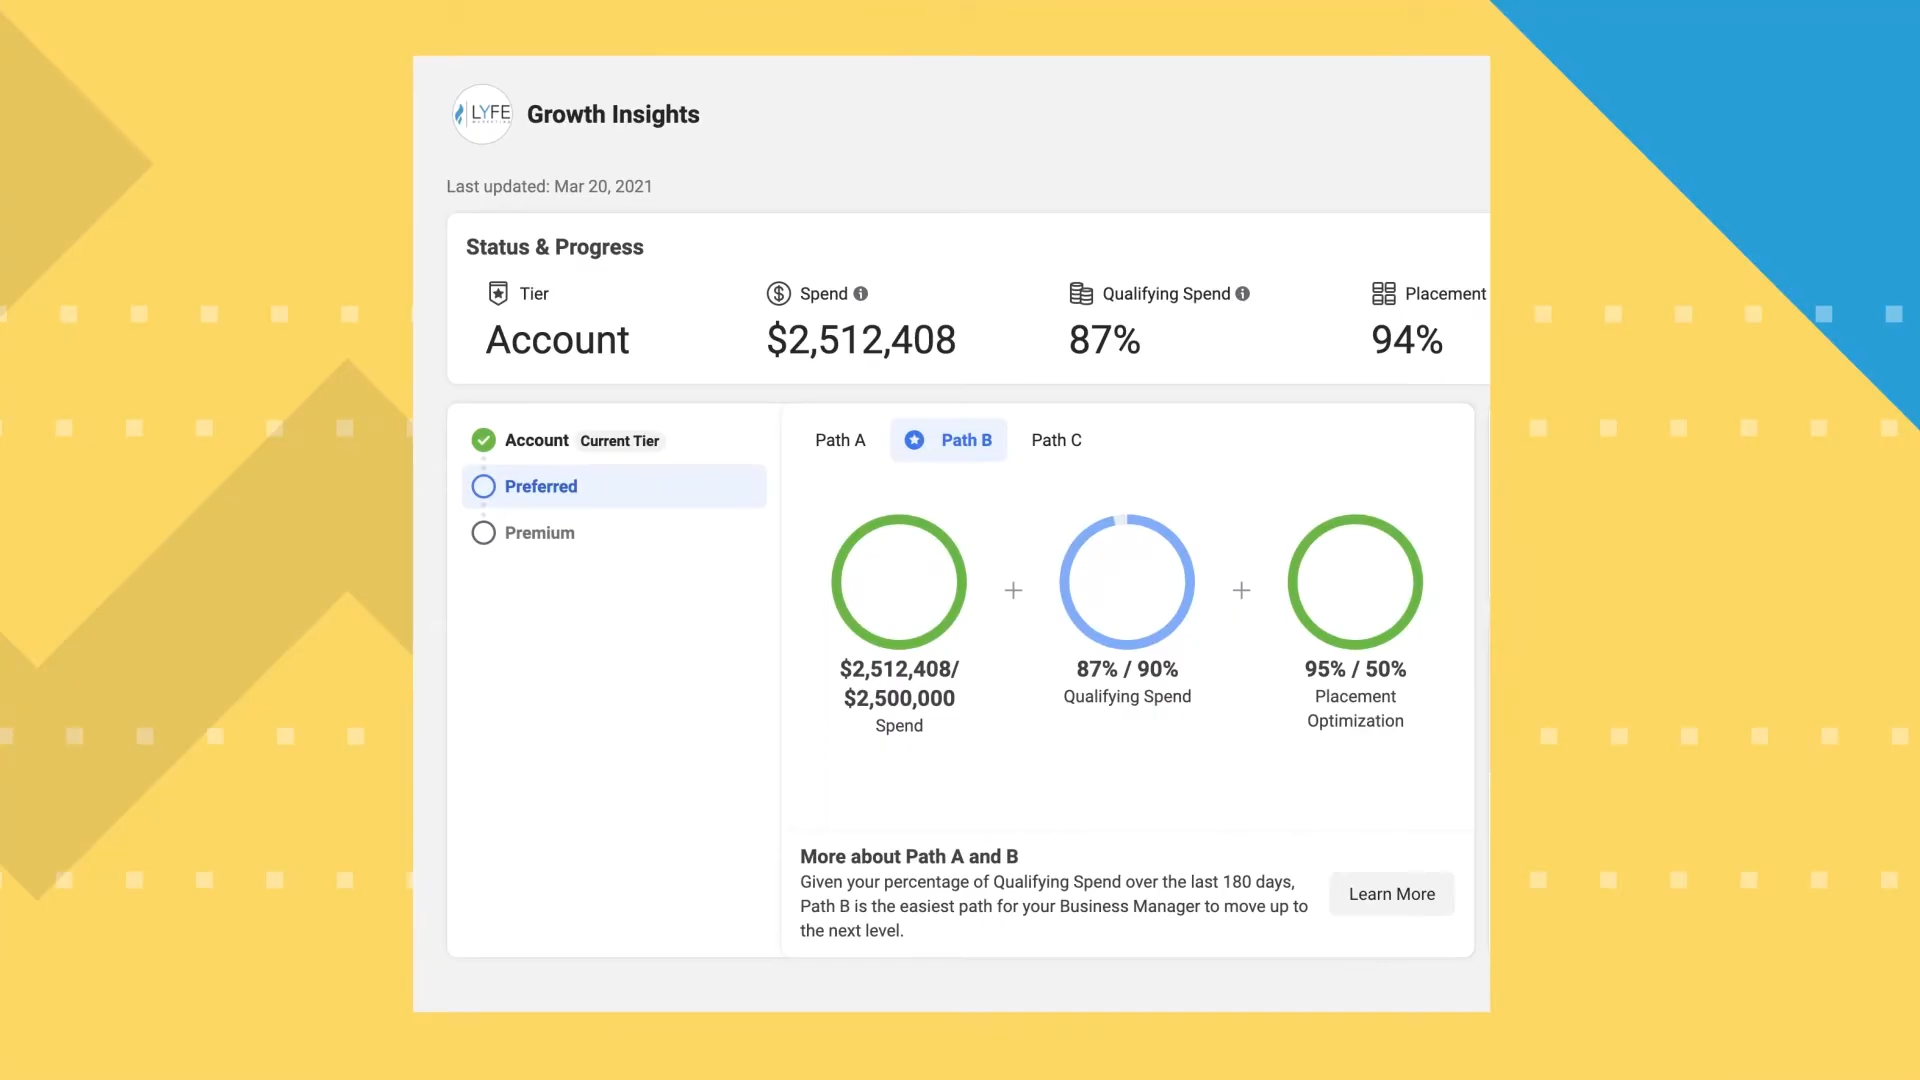 LYFE
Growth Insights
Last updated: Mar 20, 2021
Status & Progress
Tier
Spend
Qualifying Spend
Placement
Account
$2,512,408
87%
94%
Account Current Tier
Preferred
Premium
Path A
Path B
Path C
$2,512,408/
$2,500,000
Spend
87% / 90%
Qualifying Spend
95% / 50%
Placement
Optimization
More about Path A and B
Given your percentage of Qualifying Spend over the last 180 days,
Path B is the easiest path for your Business Manager to move up to
the next level.
Learn More